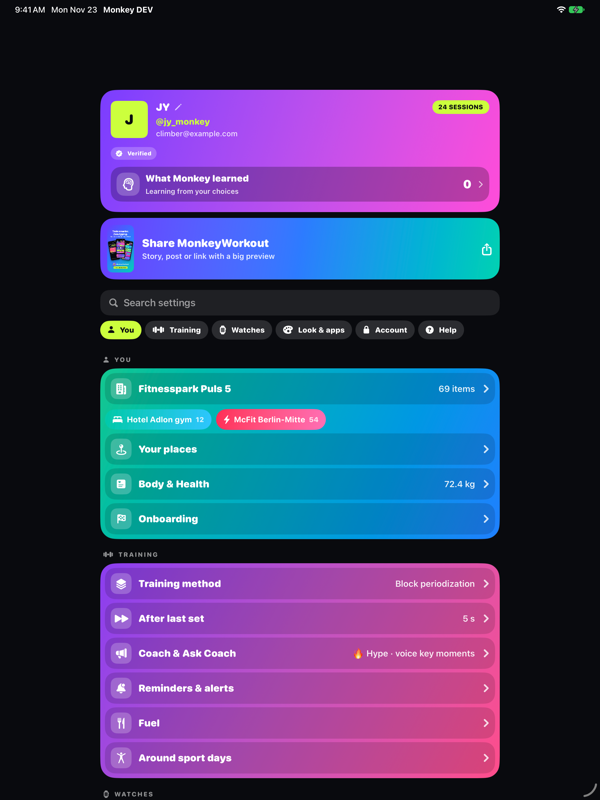 9:41 AM Mon Nov 23 Monkey DEV
J
JY
24 SESSIONS
@jy_monkey
climber@example.com
Verified
What Monkey learned
Learning from your choices
0
Share MonkeyWorkout
Story, post or link with a big preview
Search settings
You Training Watches Look & apps Account Help
YOU
Fitnesspark Puls 5 69 items
Hotel Adlon gym 12 McFit Berlin-Mitte 54
Your places
Body & Health 72.4 kg
Onboarding
TRAINING
Training method Block periodization
After last set 5 s
Coach & Ask Coach 🔥 Hype · voice key moments
Reminders & alerts
Fuel
Around sport days
WATCHES